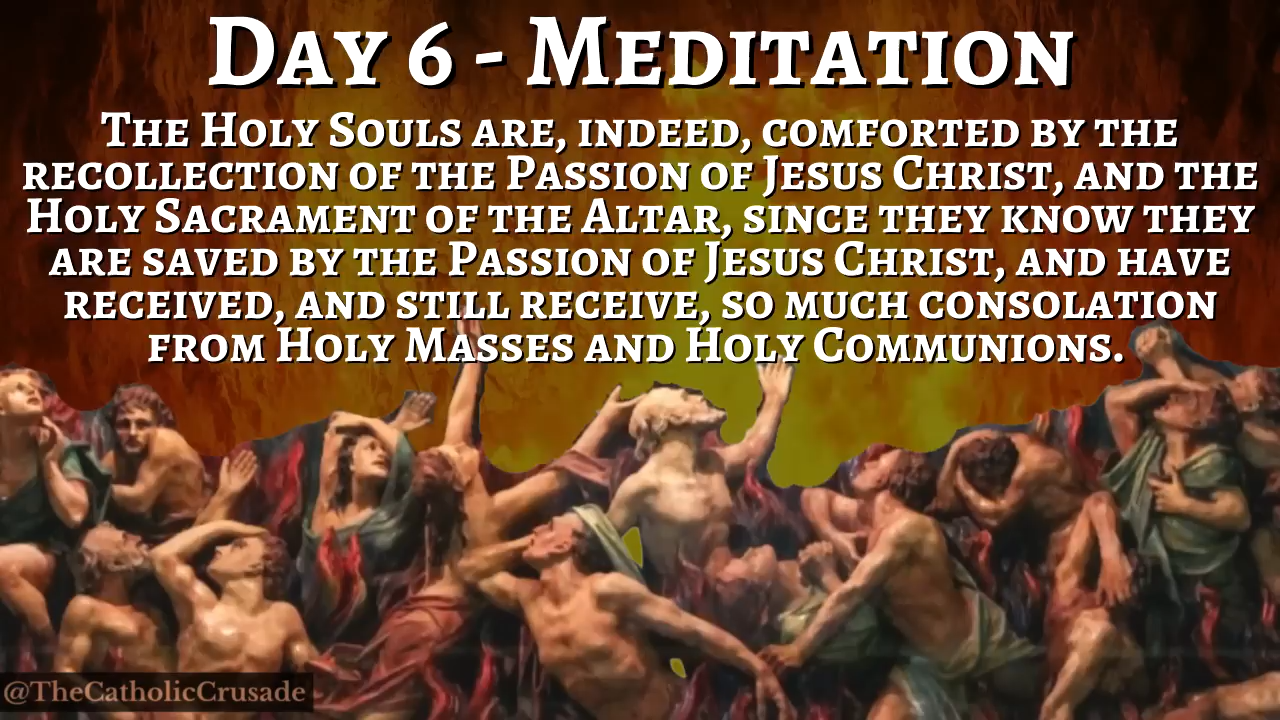 Day 6 - Meditation
The Holy Souls are, indeed, comforted by the
recollection of the Passion of Jesus Christ, and the
Holy Sacrament of the Altar, since they know they
are saved by the Passion of Jesus Christ, and have
received, and still receive, so much consolation
from Holy Masses and Holy Communions.
@TheCatholicCrusade